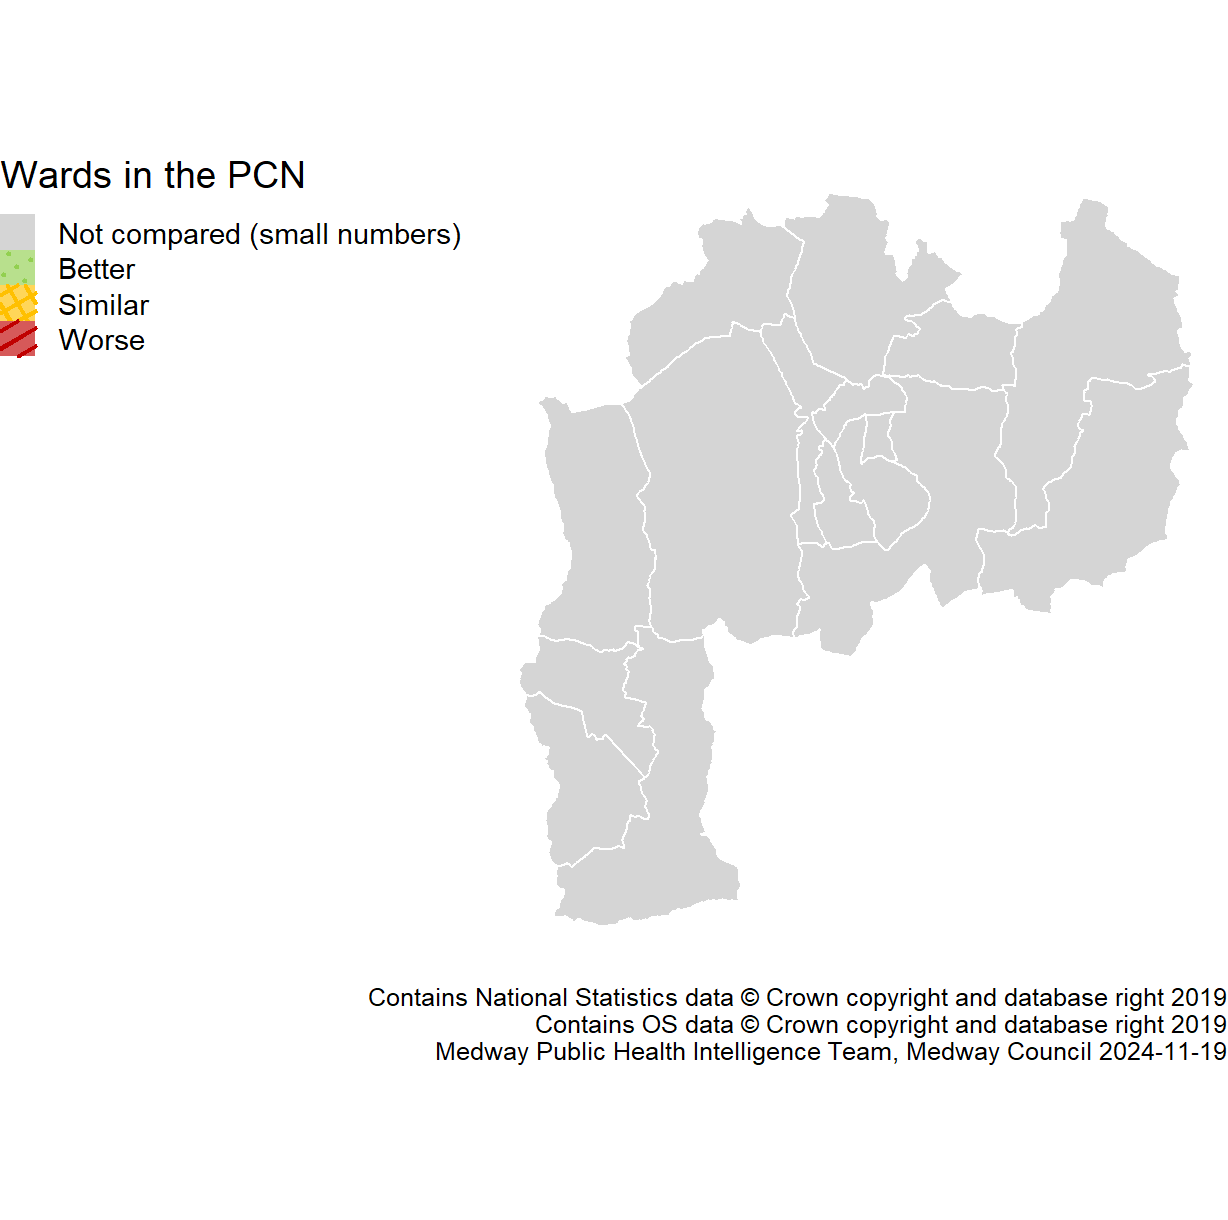 Wards in the PCN
Not compared (small numbers)
Better
Similar
Worse
Contains National Statistics data © Crown copyright and database right 2019
Contains OS data © Crown copyright and database right 2019
Medway Public Health Intelligence Team, Medway Council 2024-11-19